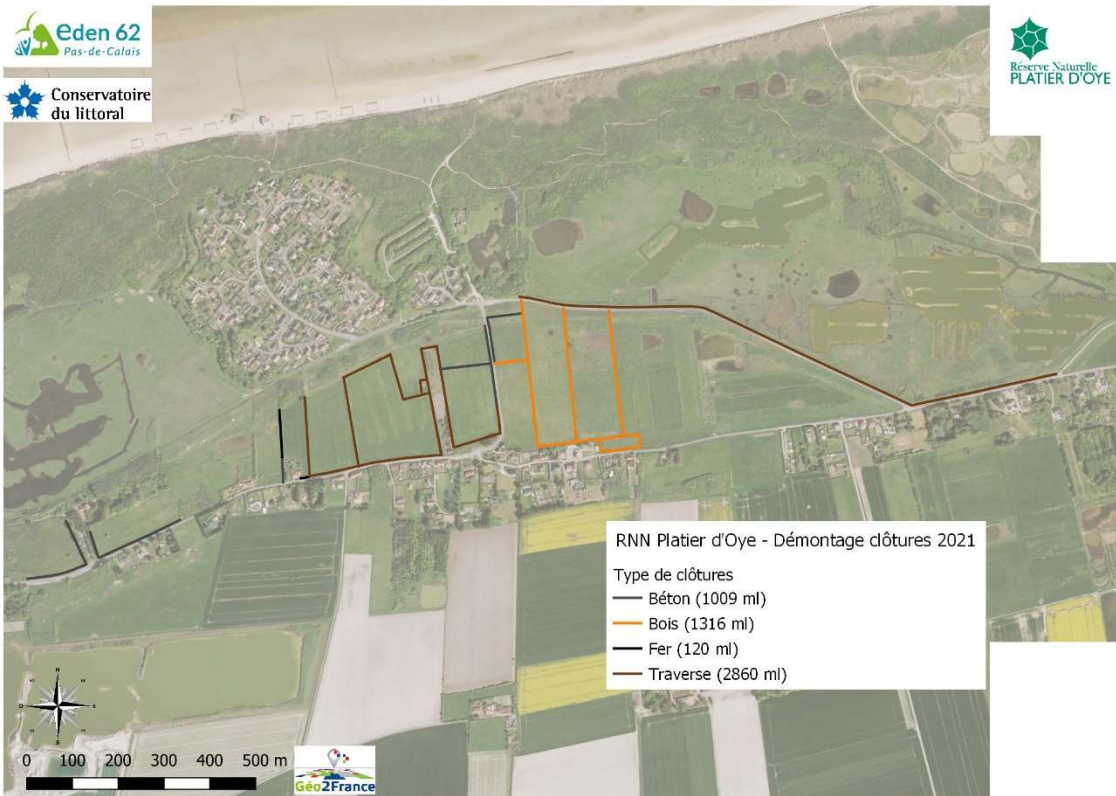 eden 62
Pas-de-Calais
Conservatoire
du littoral
Réserve Naturelle
PLATIER D'OYE
RNN Platier d'Oye - Démontage clôtures 2021
Type de clôtures
Béton (1009 ml)
Bois (1316 ml)
Fer (120 ml)
Traverse (2860 ml)
N
O
E
S
0 100 200 300 400 500 m
Géo2France